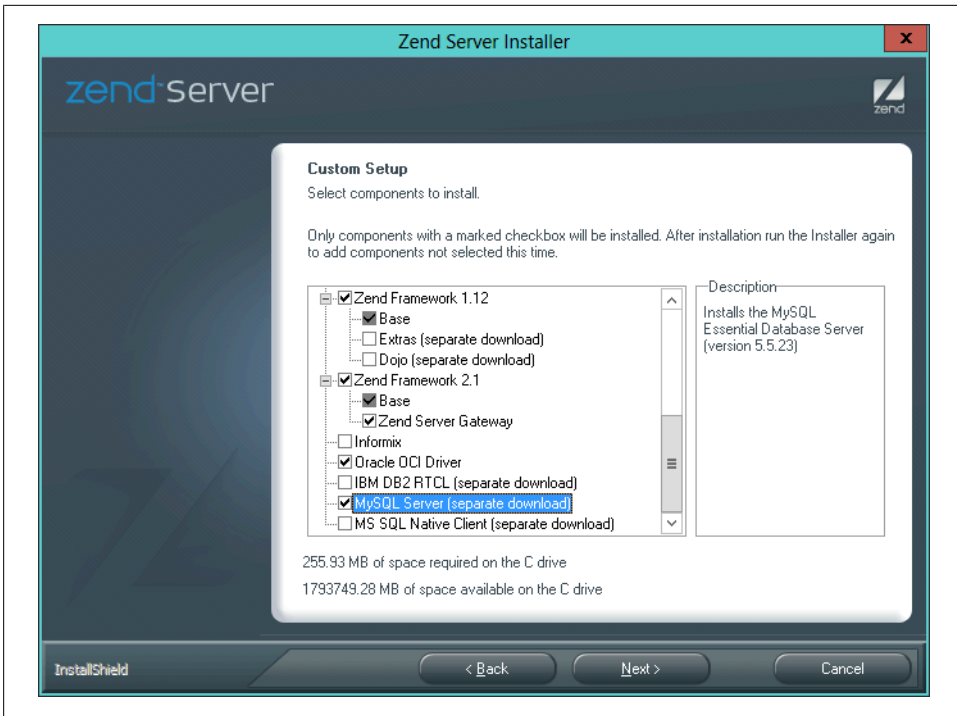 Zend Server Installer
x
zend server
zend
Custom Setup
Select components to install.
Only components with a marked checkbox will be installed. After installation run the Installer again
to add components not selected this time.
Zend Framework 1.12
Base
Extras (separate download)
Dojo (separate download)
Zend Framework 2.1
Base
Zend Server Gateway
Informix
Oracle OCI Driver
IBM DB2 RTCL (separate download)
MySQL Server (separate download)
MS SQL Native Client (separate download)
Description
Installs the MySQL
Essential Database Server
(version 5.5.23)
255.93 MB of space required on the C drive
1793749.28 MB of space available on the C drive
InstallShield
< Back
Next >
Cancel